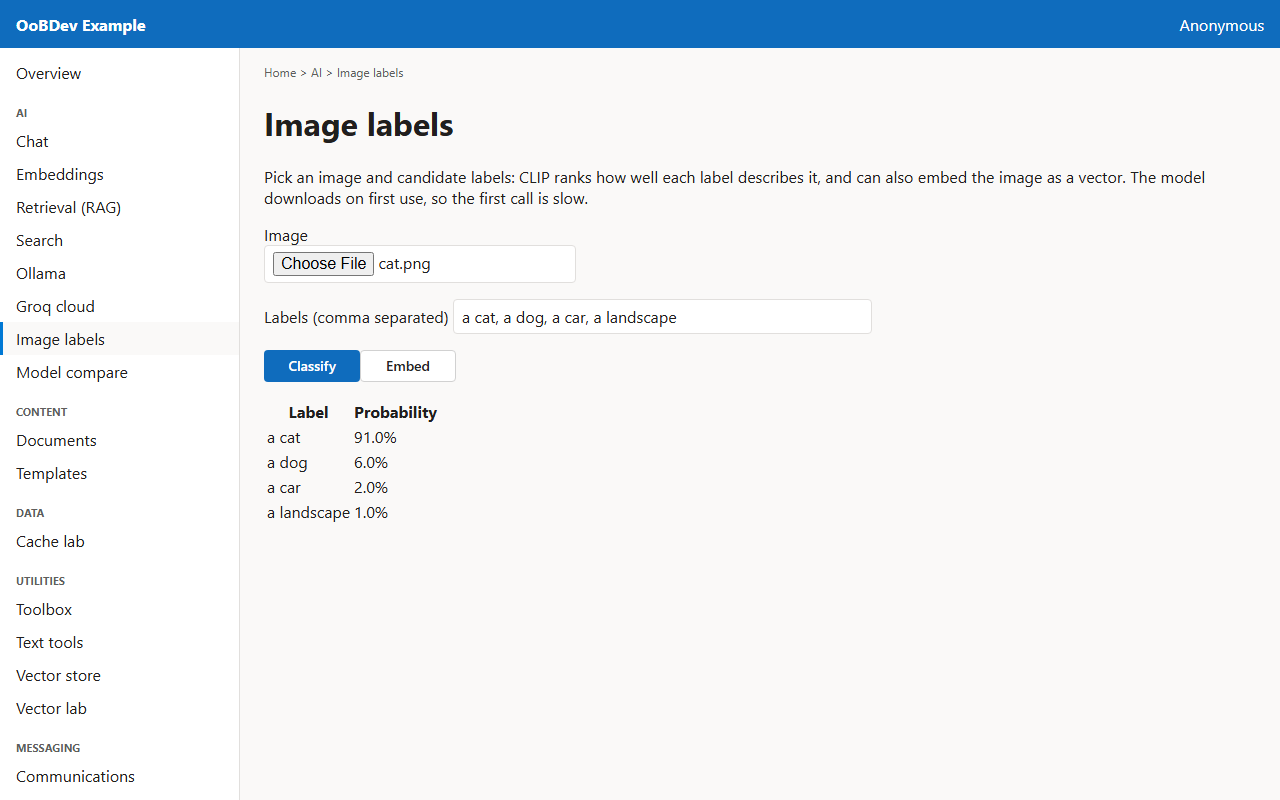 OoBDev Example
Anonymous
Overview
AI
Chat
Embeddings
Retrieval (RAG)
Search
Ollama
Groq cloud
Image labels
Model compare
CONTENT
Documents
Templates
DATA
Cache lab
UTILITIES
Toolbox
Text tools
Vector store
Vector lab
MESSAGING
Communications
Home > AI > Image labels
Image labels
Pick an image and candidate labels: CLIP ranks how well each label describes it, and can also embed the image as a vector. The model
downloads on first use, so the first call is slow.
Image
Choose File cat.png
Labels (comma separated) a cat, a dog, a car, a landscape
Classify Embed
Label Probability
a cat 91.0%
a dog 6.0%
a car 2.0%
a landscape 1.0%